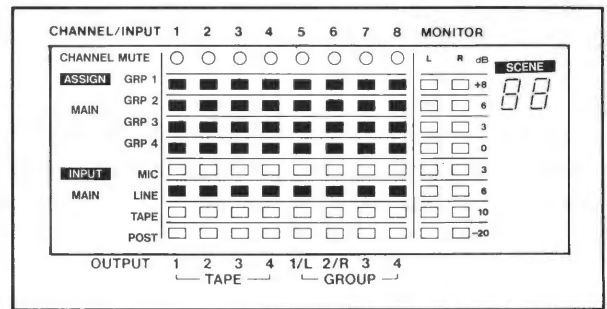 CHANNEL/INPUT 1 2 3 4 5 6 7 8 MONITOR
CHANNEL MUTE L R dB SCENE
ASSIGN GRP 1 +8 88
MAIN GRP 2 6
GRP 3 3
GRP 4 0
INPUT MIC 3
MAIN LINE 6
TAPE 10
POST -20
OUTPUT 1 2 3 4 1/L 2/R 3 4
TAPE GROUP